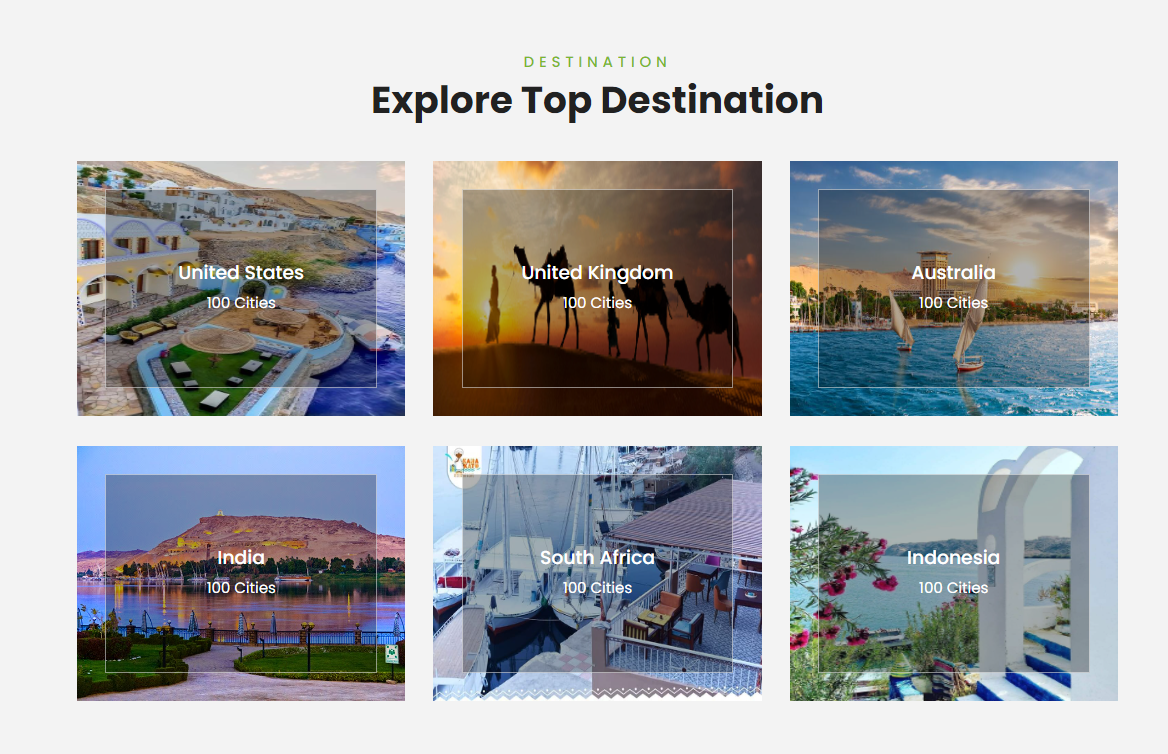 DESTINATION
Explore Top Destination
United States
100 Cities
United Kingdom
100 Cities
Australia
100 Cities
India
100 Cities
South Africa
100 Cities
Indonesia
100 Cities